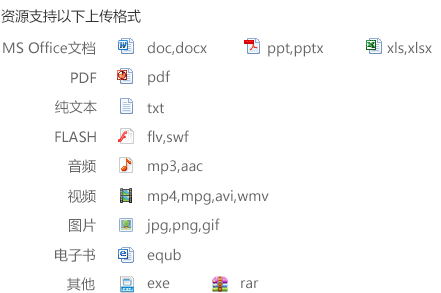 资源支持以下上传格式
MS Office文档 doc,docx ppt,pptx xls,xlsx
PDF pdf
纯文本 txt
FLASH flv,swf
音频 mp3,aac
视频 mp4,mpg,avi,wmv
图片 jpg,png,gif
电子书 equb
其他 exe rar